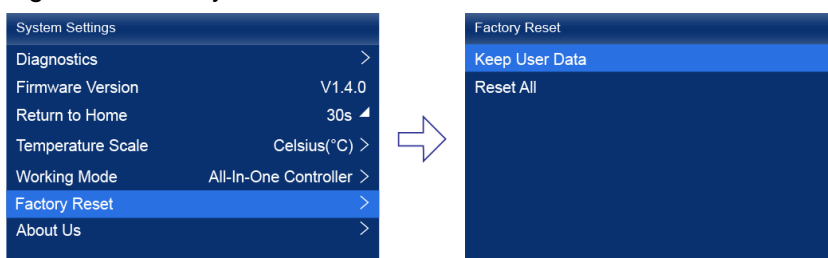 System Settings
Diagnostics >
Firmware Version V1.4.0
Return to Home 30s
Temperature Scale Celsius(°C) >
Working Mode All-In-One Controller >
Factory Reset >
About Us >
Factory Reset
Keep User Data
Reset All